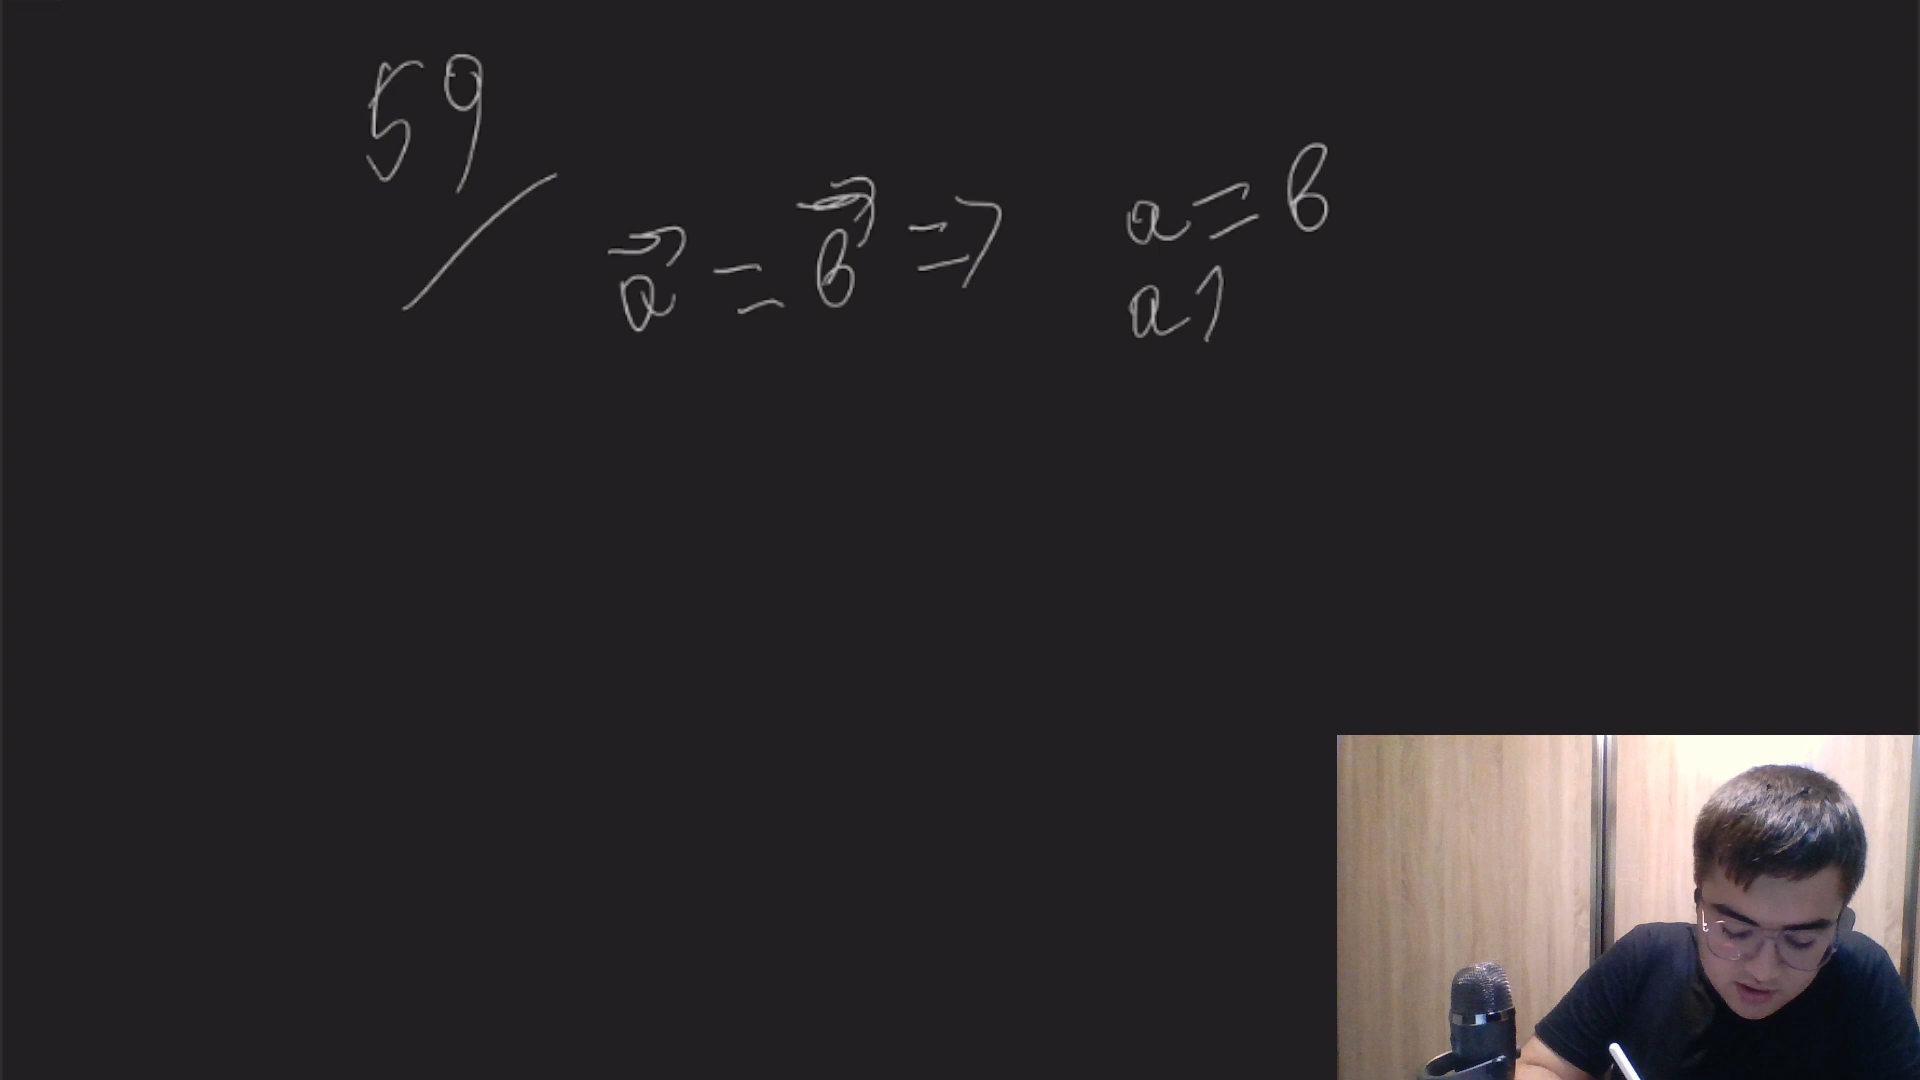 59/
a⃗ = b⃗ => a = b
a↑